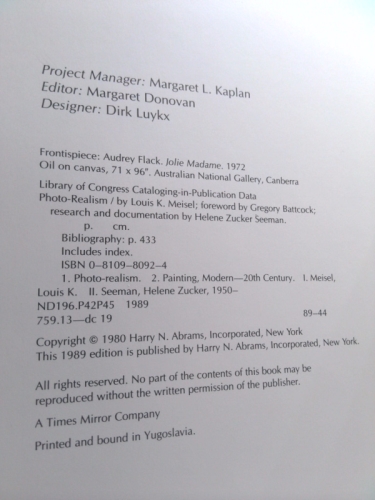 Project Manager: Margaret L. Kaplan
Editor: Margaret Donovan
Designer: Dirk Luykx
Frontispiece: Audrey Flack. Jolie Madame. 1972
Oil on canvas, 71 x 96". Australian National Gallery, Canberra
Library of Congress Cataloging-in-Publication Data
Photo-Realism / by Louis K. Meisel; foreword by Gregory Battcock;
research and documentation by Helene Zucker Seeman.
p. cm.
Bibliography: p. 433
Includes index.
ISBN 0–8109–8092–4
1. Photo-realism. 2. Painting, Modern—20th Century. I. Meisel,
Louis K. II. Seeman, Helene Zucker, 1950–
ND196.P42P45 1989
759.13—dc 19 89–44
Copyright © 1980 Harry N. Abrams, Incorporated, New York
This 1989 edition is published by Harry N. Abrams, Incorporated, New York.
All rights reserved. No part of the contents of this book may be
reproduced without the written permission of the publisher.
A Times Mirror Company
Printed and bound in Yugoslavia.